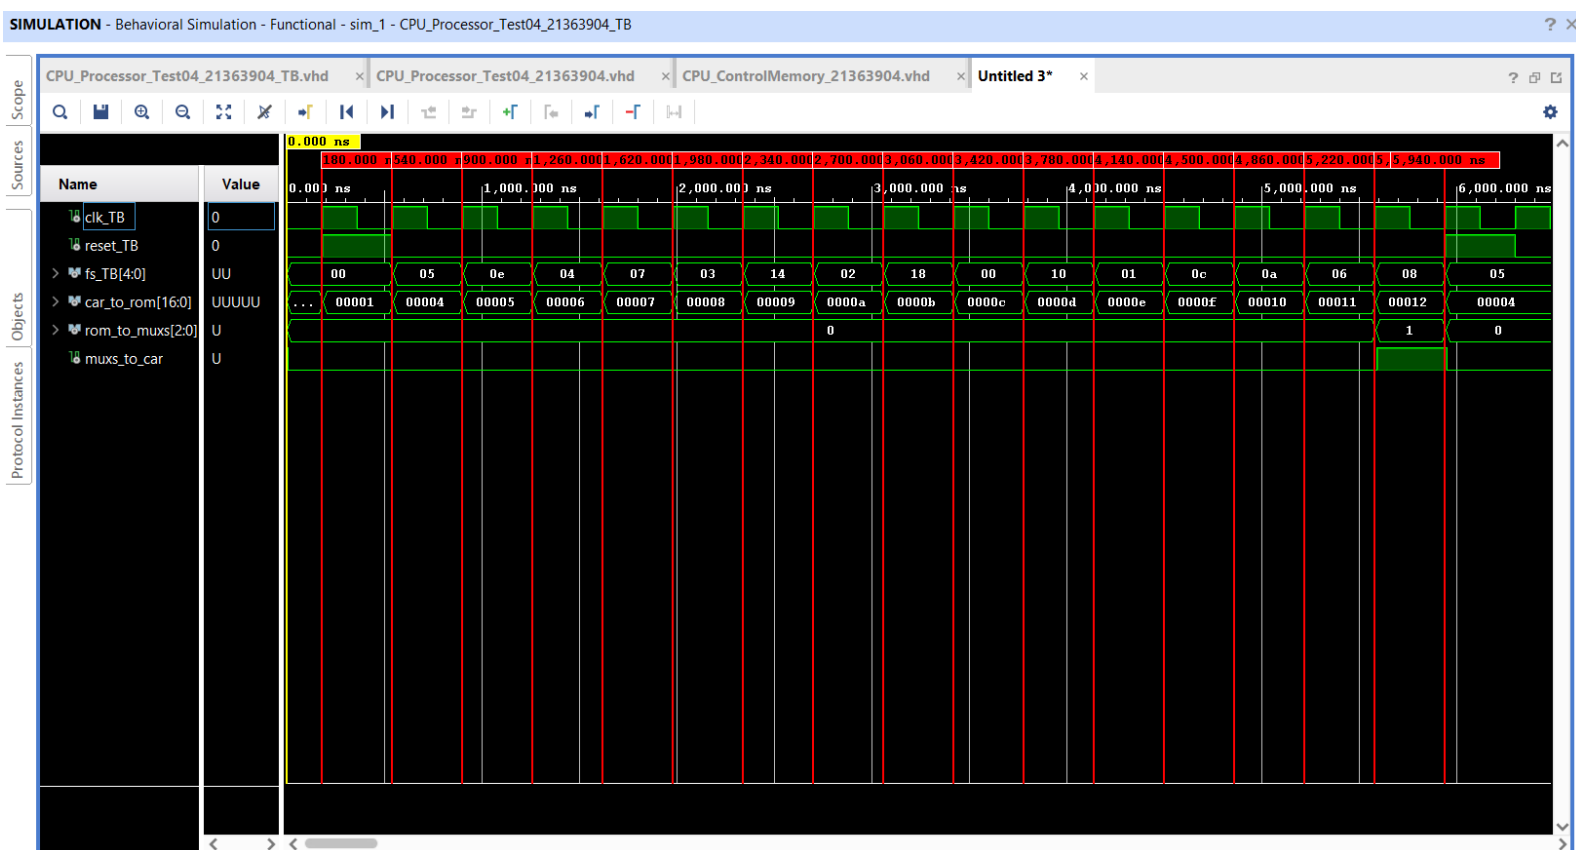 SIMULATION - Behavioral Simulation - Functional - sim_1 - CPU_Processor_Test04_21363904_TB
CPU_Processor_Test04_21363904_TB.vhd × CPU_Processor_Test04_21363904.vhd × CPU_ControlMemory_21363904.vhd × Untitled 3* ×
Scope
Sources
Objects
Protocol Instances
0.000 ns
180.000 n 540.000 n 900.000 n 1,260.000 1,620.000 1,980.000 2,340.000 2,700.000 3,060.000 3,420.000 3,780.000 4,140.000 4,500.000 4,860.000 5,220.000 5, 5,940.000 ns
Name Value 0.000 ns 1,000.000 ns 2,000.000 ns 3,000.000 ns 4,000.000 ns 5,000.000 ns 6,000.000 ns
clk_TB 0
reset_TB 0
fs_TB[4:0] UU 00 05 0e 04 07 03 14 02 18 00 10 01 0c 0a 06 08 05
car_to_rom[16:0] UUUUU ... 00001 00004 00005 00006 00007 00008 00009 0000a 0000b 0000c 0000d 0000e 0000f 00010 00011 00012 00004
rom_to_muxs[2:0] U 0 1 0
muxs_to_car U